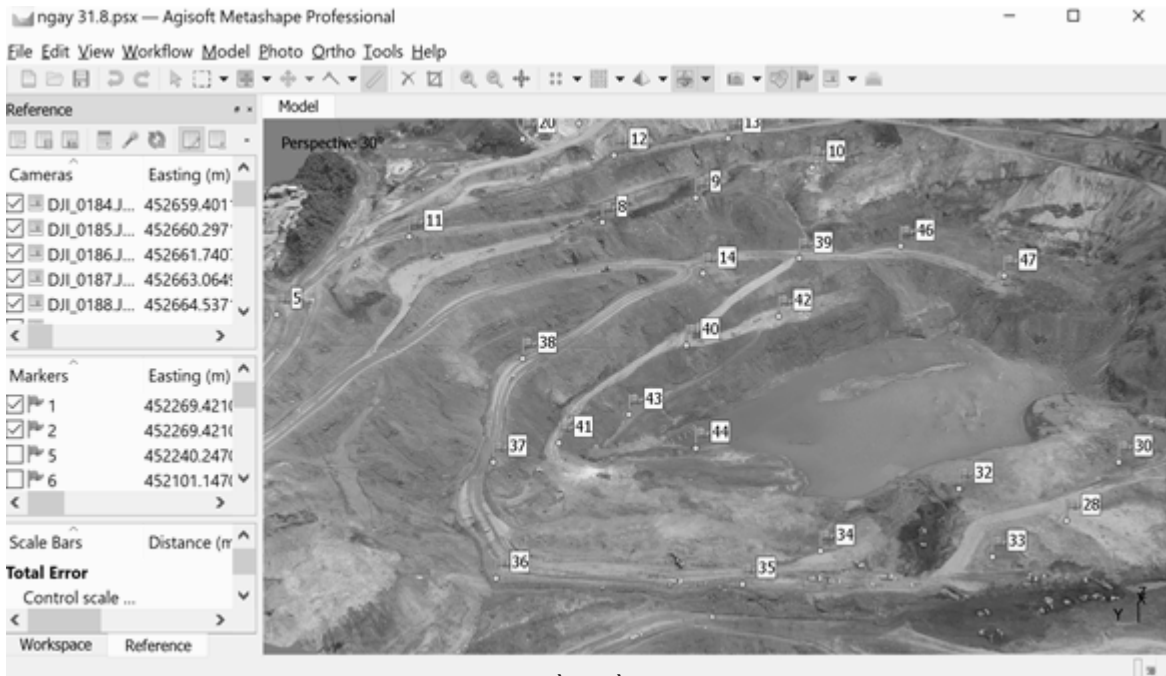 ngay 31.8.psx — Agisoft Metashape Professional
File Edit View Workflow Model Photo Ortho Tools Help
Reference
Model
Perspective 30°
Cameras Easting (m)
DJI_0184.J... 452659.401
DJI_0185.J... 452660.297
DJI_0186.J... 452661.740
DJI_0187.J... 452663.064
DJI_0188.J... 452664.537
Markers Easting (m)
1 452269.421
2 452269.421
5 452240.247
6 452101.147
Scale Bars Distance (m
Total Error
Control scale ...
Workspace Reference
20
13
12
10
9
8
11
46
39
14
47
5
42
40
38
43
41
44
37
30
32
28
34
33
36
35
Y